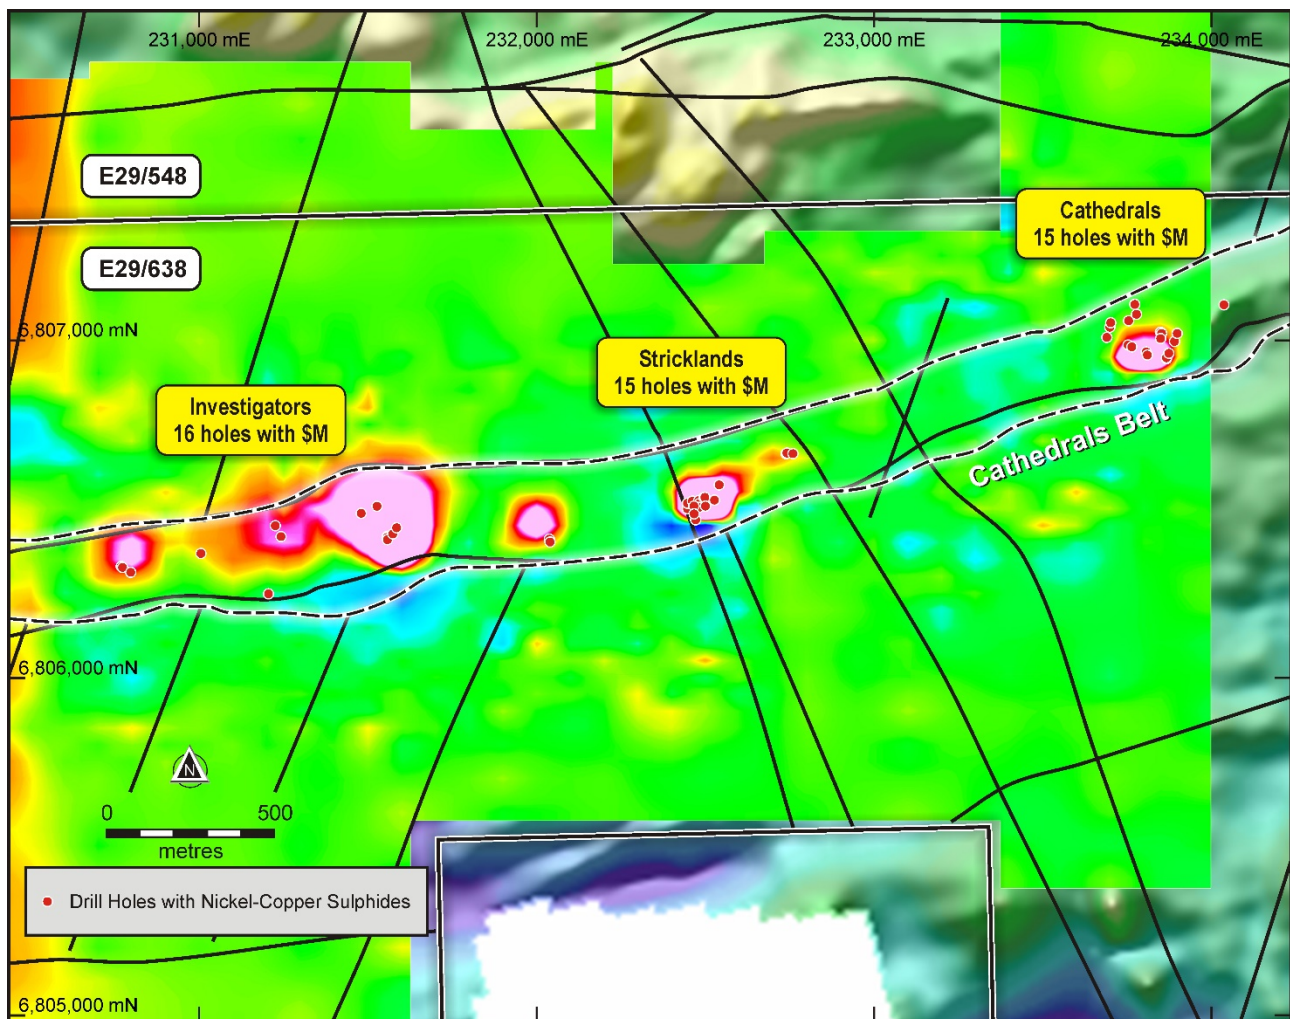 231,000 mE
232,000 mE
233,000 mE
234,000 mE
E29/548
Cathedrals
15 holes with $M
E29/638
6,807,000 mN
Stricklands
15 holes with $M
Investigators
16 holes with $M
Cathedrals Belt
6,806,000 mN
N
0 500
metres
Drill Holes with Nickel-Copper Sulphides
6,805,000 mN